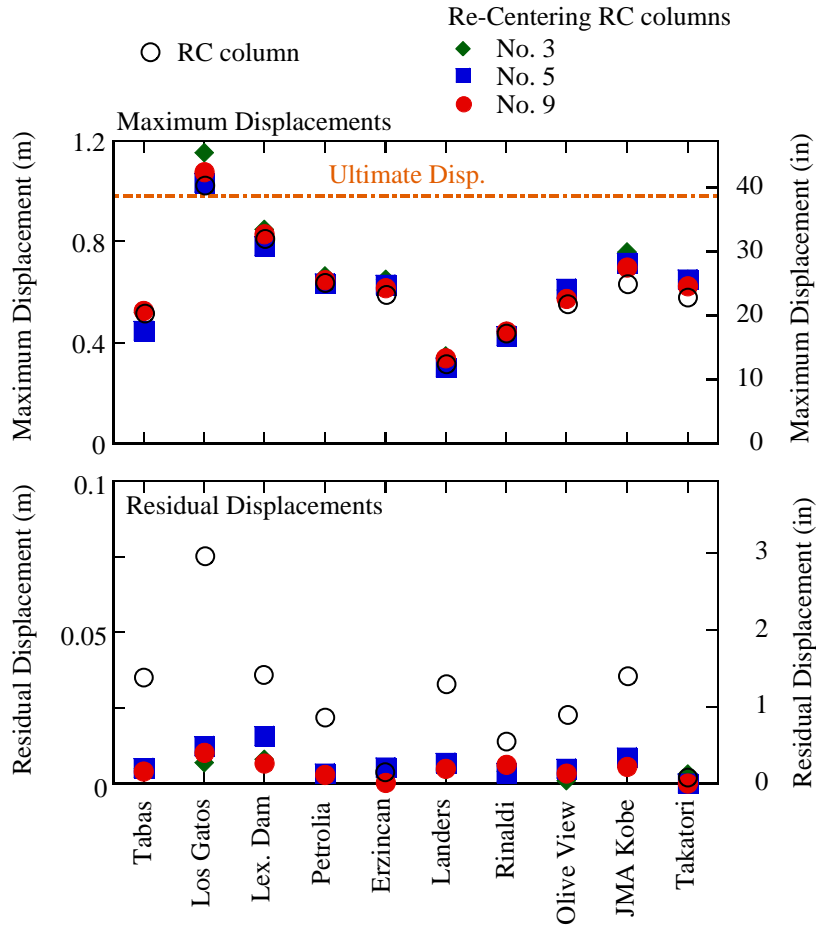 Re-Centering RC columns
RC column
No. 3
No. 5
No. 9
Maximum Displacements
Maximum Displacement (m)
1.2
0.8
0.4
0
Ultimate Disp.
40
30
20
10
0
Maximum Displacement (in)
Residual Displacements
Residual Displacement (m)
0.1
0.05
0
3
2
1
0
Residual Displacement (in)
Tabas
Los Gatos
Lex. Dam
Petrolia
Erzincan
Landers
Rinaldi
Olive View
JMA Kobe
Takatori